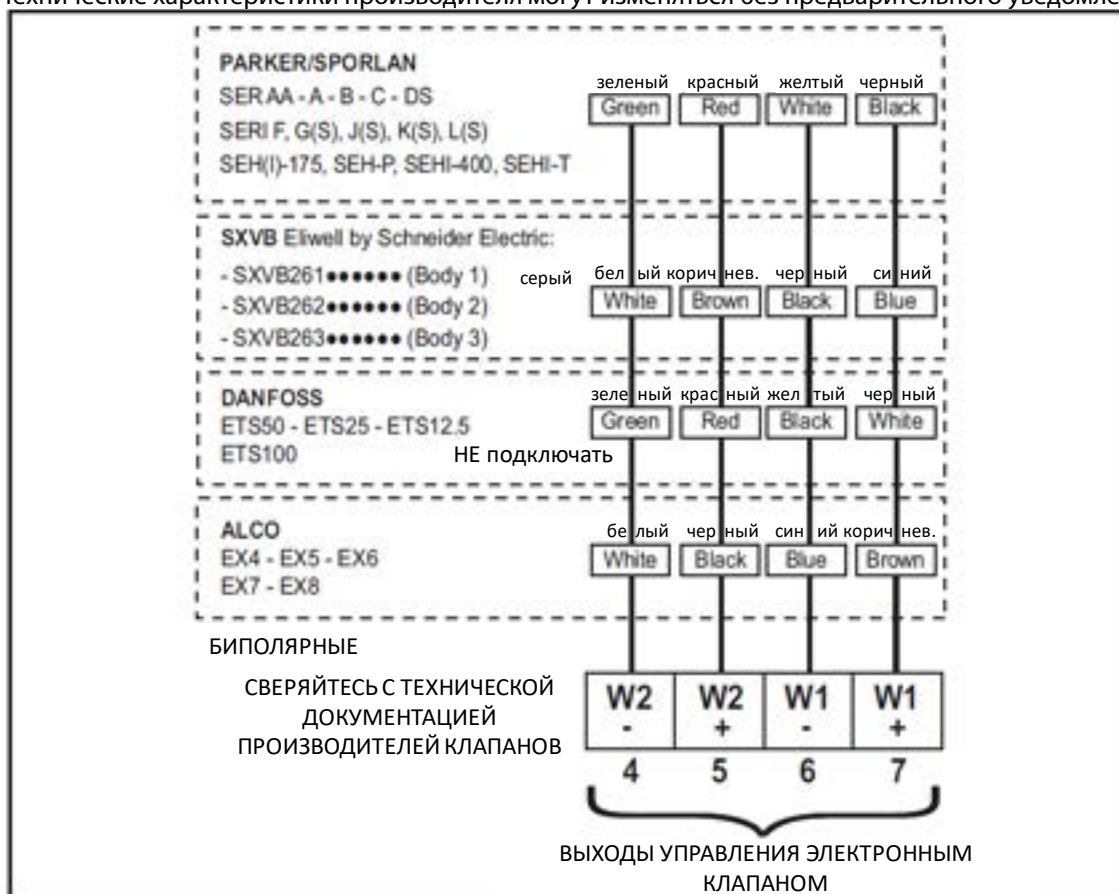 технические характеристики производителя могут изменяться без предварительного уведомле
PARKER/SPORLAN
SER AA - A - B - C - DS
SERI F, G(S), J(S), K(S), L(S)
SEH(I)-175, SEH-P, SEHI-400, SEHI-T
зеленый красный желтый черный
Green Red White Black
SXVB Eliwell by Schneider Electric:
- SXVB261●●●●●● (Body 1)
- SXVB262●●●●●● (Body 2)
- SXVB263●●●●●● (Body 3)
серый белый коричнев. черный синий
White Brown Black Blue
DANFOSS
ETS50 - ETS25 - ETS12.5
ETS100
НЕ подключать
зеленый красный желтый черный
Green Red Black White
ALCO
EX4 - EX5 - EX6
EX7 - EX8
белый черный синий коричнев.
White Black Blue Brown
БИПОЛЯРНЫЕ
СВЕРЯЙТЕСЬ С ТЕХНИЧЕСКОЙ
ДОКУМЕНТАЦИЕЙ
ПРОИЗВОДИТЕЛЕЙ КЛАПАНОВ
W2 W2 W1 W1
- + - +
4 5 6 7
ВЫХОДЫ УПРАВЛЕНИЯ ЭЛЕКТРОННЫМ
КЛАПАНОМ